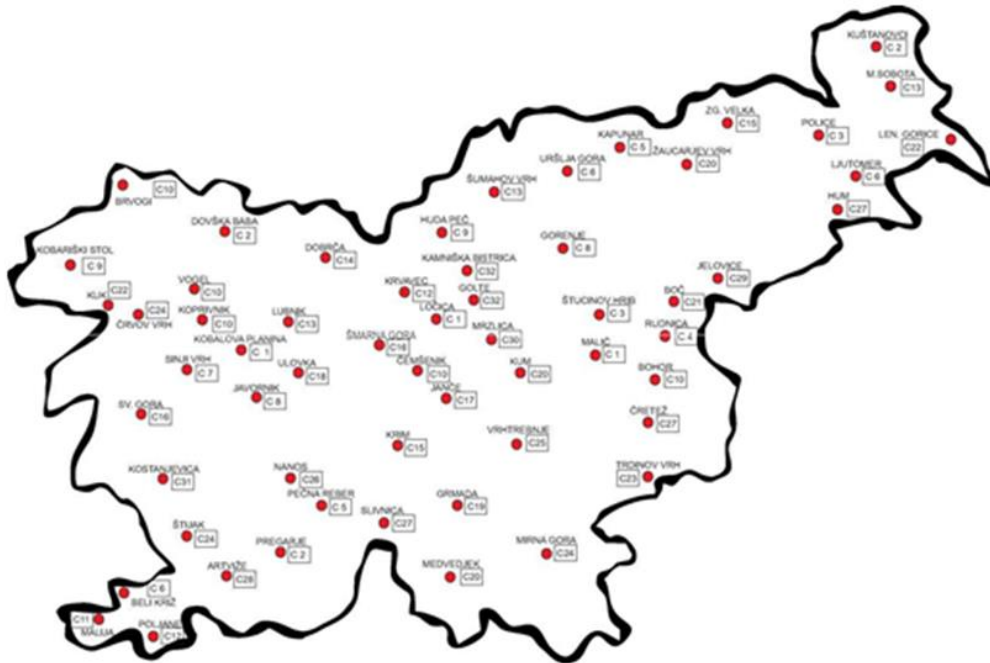 KUŠTANOVCI
C 2
M.SOBOTA
C13
ZG. VELKA
C15
POLICE
C 3
LEN. GORICE
C22
KAPUNAR
C 5
ŽAUCARJEV VRH
C20
URŠLJA GORA
C 6
LJUTOMER
C 6
ŠUMAHOV VRH
C13
HUM
C27
C10
BRVOGI
DOVŠKA BABA
C 2
HUDA PEČ
C 9
GORENJE
C 8
KOBARIŠKI STOL
C 9
DOBRČA
C14
KAMNIŠKA BISTRICA
C32
JELOVICE
C29
VOGEL
C10
KRVAVEC
C12
GOLTE
C32
BOČ
C21
C22
KUK
C24
ČRVOV VRH
KOPRIVNIK
C10
LUBNIK
C13
LOČICA
C 1
ŠTUCINOV HRIB
C 3
RUDNICA
C 4
KOBALOVA PLANINA
C 1
ŠMARNA GORA
C16
MRZLICA
C30
MALIČ
C 1
SINJI VRH
C 7
ULOVKA
C18
ČEMŠENIK
C10
KUM
C20
BOHOR
C10
JAVORNIK
C 8
JANČE
C17
SV. GORA
C16
ČRETEŽ
C27
KRIM
C15
VRHTREBNJE
C25
KOSTANJEVICA
C31
NANOS
C26
TROJNOV VRH
C23
PEČNA REBER
C 5
GRMADA
C19
SLIVNICA
C27
ŠTJAK
C24
PREGARJE
C 2
MIRNA GORA
C24
ARTVIŽE
C28
MEDVEDJEK
C20
C 6
BELI KRIŽ
C11
MALIJA
POLJANE
C12